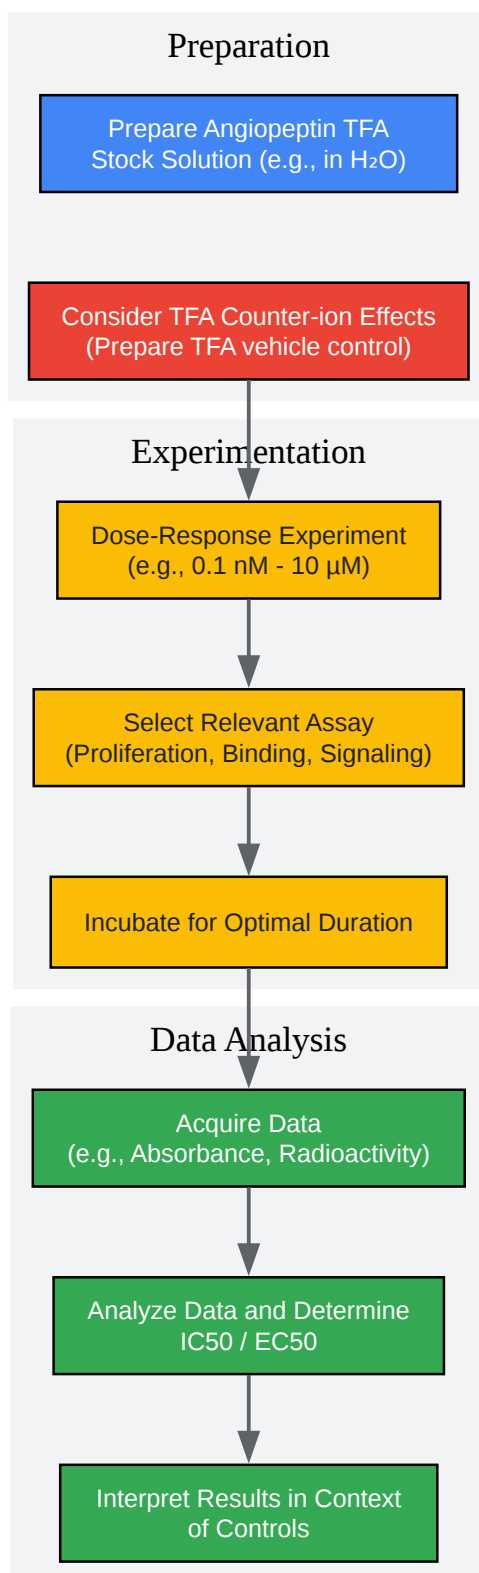 Preparation
Prepare Angiopeptin TFA
Stock Solution (e.g., in H₂O)
Consider TFA Counter-ion Effects
(Prepare TFA vehicle control)
Experimentation
Dose-Response Experiment
(e.g., 0.1 nM - 10 µM)
Select Relevant Assay
(Proliferation, Binding, Signaling)
Incubate for Optimal Duration
Data Analysis
Acquire Data
(e.g., Absorbance, Radioactivity)
Analyze Data and Determine
IC50 / EC50
Interpret Results in Context
of Controls